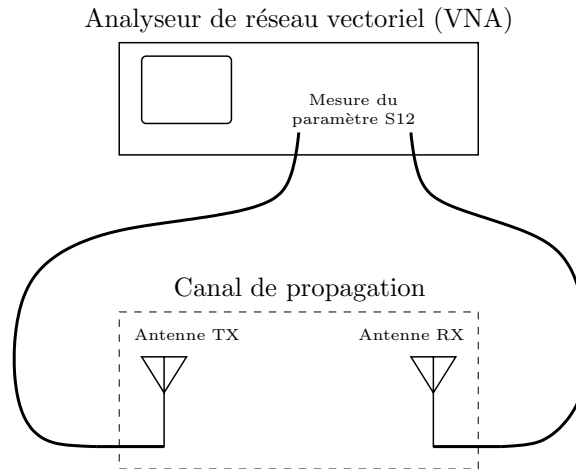 Analyseur de réseau vectoriel (VNA)
Mesure du
paramètre S12
Canal de propagation
Antenne TX
Antenne RX